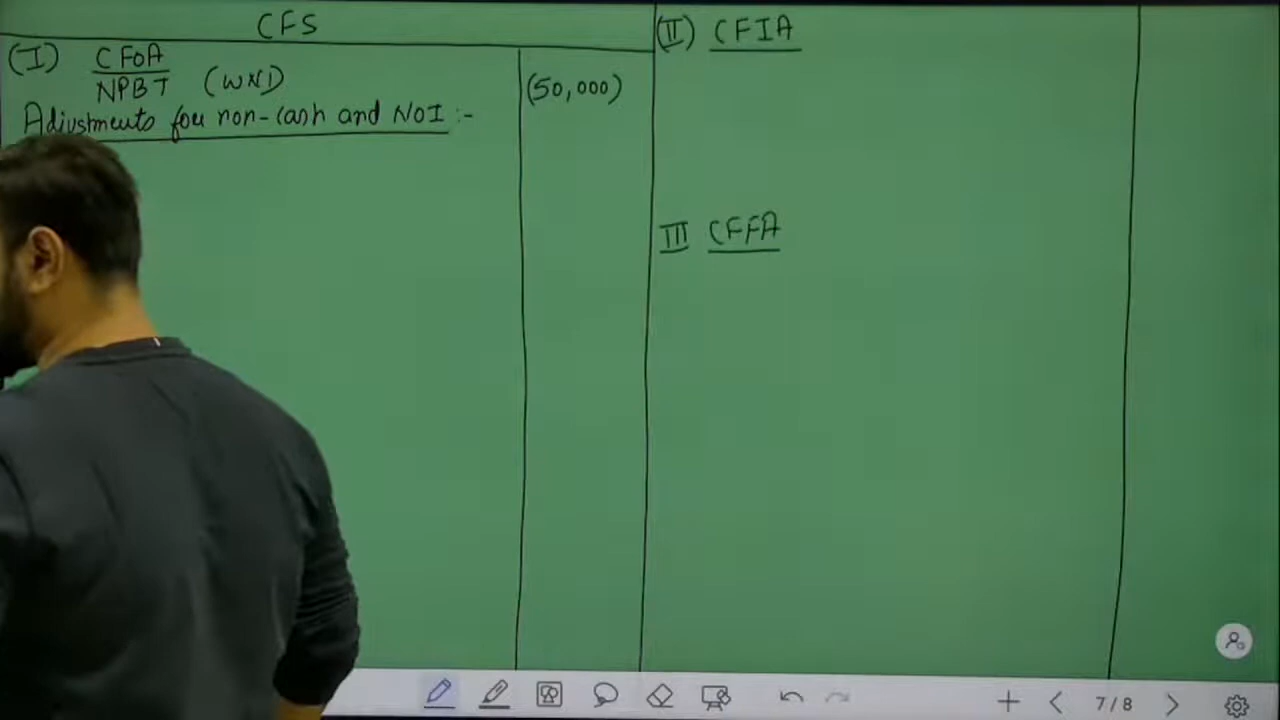 CFS
(I) CFOA
NPBT (WN1) (50,000)
Adjustments for non-cash and NOI :-
(II) CFIA
III CFFA
7/8